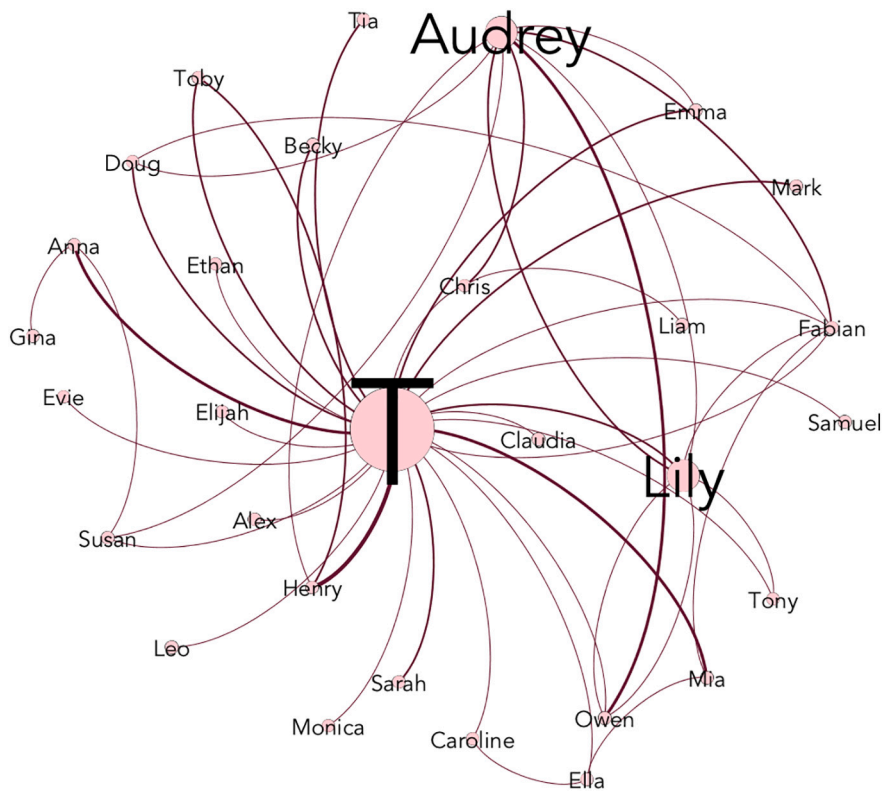 Tia
Audrey
Toby
Emma
Becky
Doug
Mark
Anna
Ethan
Chris
Gina
Liam
Fabian
Evie
Elijah
T
Claudia
Samuel
Lily
Alex
Susan
Henry
Tony
Leo
Sarah
Mia
Monica
Owen
Caroline
Ella